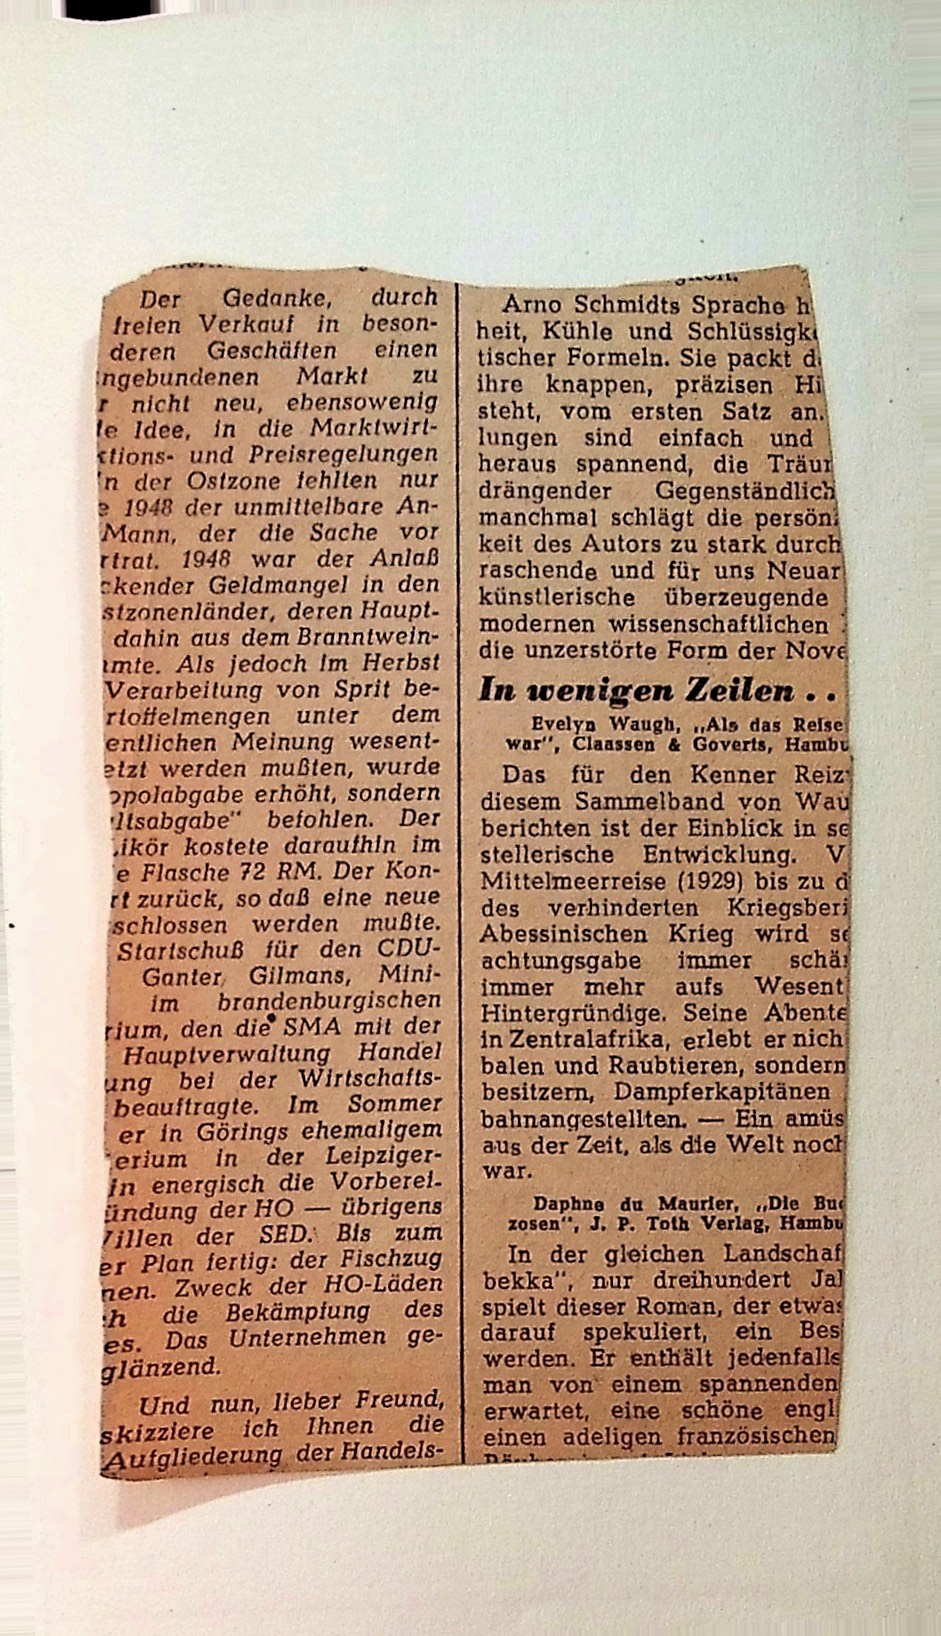 Der Gedanke, durch
freien Verkauf in beson-
deren Geschäften einen
ngebundenen Markt zu
r nicht neu, ebensowenig
le Idee, in die Marktwirt-
ktions- und Preisregelungen
n der Ostzone fehlten nur
e 1948 der unmittelbare An-
Mann, der die Sache vor
rtrat. 1948 war der Anlaß
ckender Geldmangel in den
stzonenländer, deren Haupt-
dahin aus dem Branntwein-
mte. Als jedoch im Herbst
Verarbeitung von Sprit be-
rtoffelmengen unter dem
entlichen Meinung wesent-
etzt werden mußten, wurde
opolabgabe erhöht, sondern
ltsabgabe" befohlen. Der
ikör kostete daraufhin im
e Flasche 72 RM. Der Kon-
rt zurück, so daß eine neue
schlossen werden mußte.
Startschuß für den CDU-
Ganter Gilmans, Mini-
im brandenburgischen
rium, den die SMA mit der
Hauptverwaltung Handel
ung bei der Wirtschafts-
beauftragte. Im Sommer
er in Görings ehemaligem
erium in der Leipziger-
in energisch die Vorberei-
ündung der HO — übrigens
Willen der SED. Bis zum
er Plan fertig: der Fischzug
nen. Zweck der HO-Läden
ch die Bekämpfung des
es. Das Unternehmen ge-
glänzend.
Und nun, lieber Freund,
skizziere ich Ihnen die
Aufgliederung der Handels-
Arno Schmidts Sprache h
heit, Kühle und Schlüssigk
tischer Formeln. Sie packt d
ihre knappen, präzisen Hi
steht, vom ersten Satz an.
lungen sind einfach und
heraus spannend, die Träum
drängender Gegenständlich
manchmal schlägt die persön
keit des Autors zu stark durch
raschende und für uns Neuar
künstlerische überzeugende
modernen wissenschaftlichen
die unzerstörte Form der Nove
In wenigen Zeilen . .
Evelyn Waugh, „Als das Reise
war", Claassen & Goverts, Hambu
Das für den Kenner Reiz
diesem Sammelband von Wau
berichten ist der Einblick in se
stellerische Entwicklung. V
Mittelmeerreise (1929) bis zu d
des verhinderten Kriegsberi
Abessinischen Krieg wird se
achtungsgabe immer schär
immer mehr aufs Wesent
Hintergründige. Seine Abente
in Zentralafrika, erlebt er nich
balen und Raubtieren, sondern
besitzern, Dampferkapitänen
bahnangestellten. — Ein amüs
aus der Zeit, als die Welt noch
war.
Daphne du Maurier, „Die Bu
zosen", J. P. Toth Verlag, Hambu
In der gleichen Landschaf
bekka", nur dreihundert Jah
spielt dieser Roman, der etwas
darauf spekuliert, ein Bes
werden. Er enthält jedenfalls
man von einem spannenden
erwartet, eine schöne engl
einen adeligen französischen